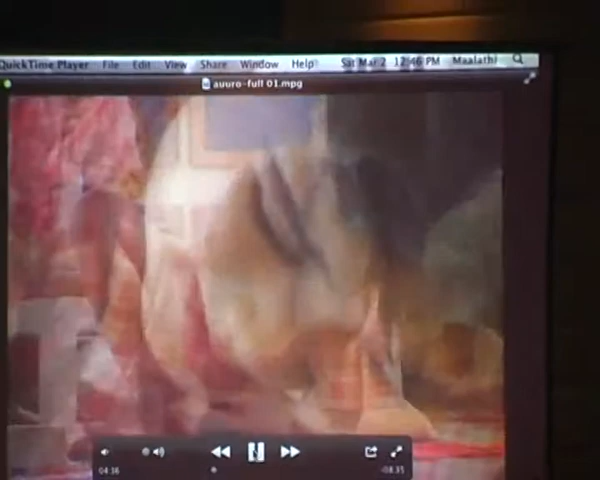 QuickTime Player File Edit View Share Window Help Sat Mar 2 12:46 PM Maalathi
auuro-full 01.mpg
04:16 -08:35